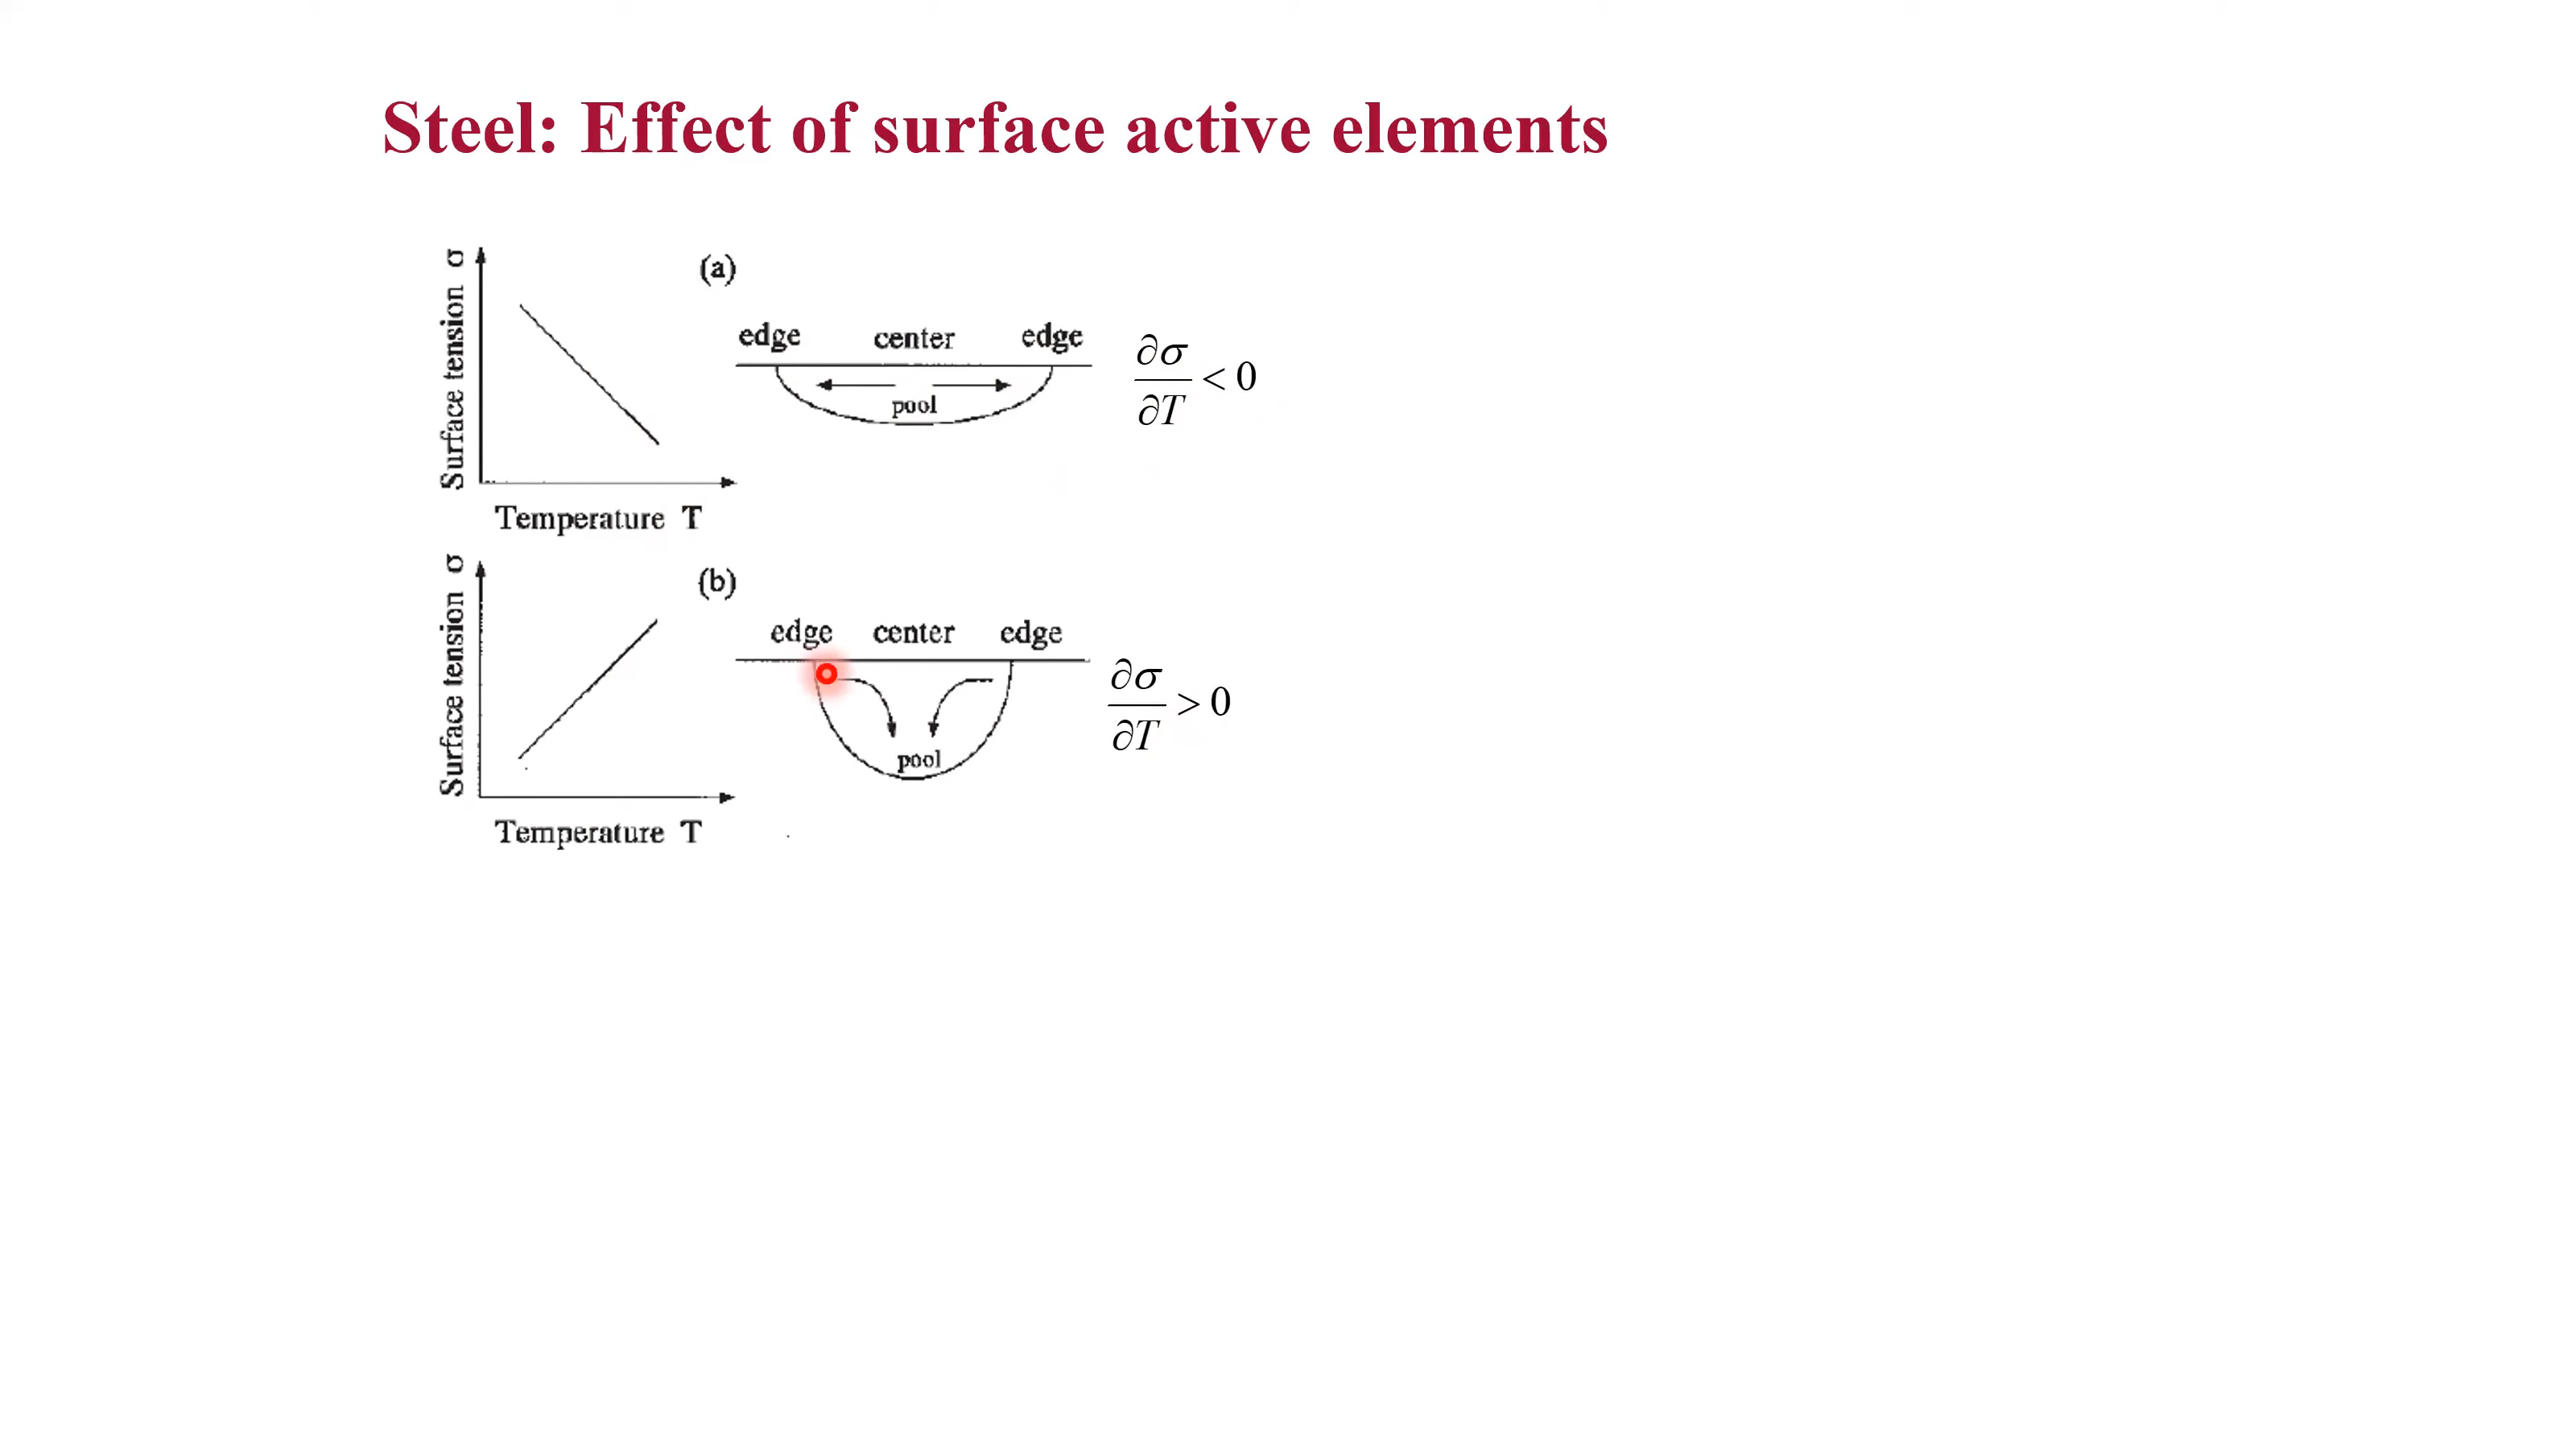 Steel: Effect of surface active elements
Surface tension σ
Temperature T
(a)
edge center edge
pool
∂σ/∂T < 0
Surface tension σ
Temperature T
(b)
edge center edge
pool
∂σ/∂T > 0